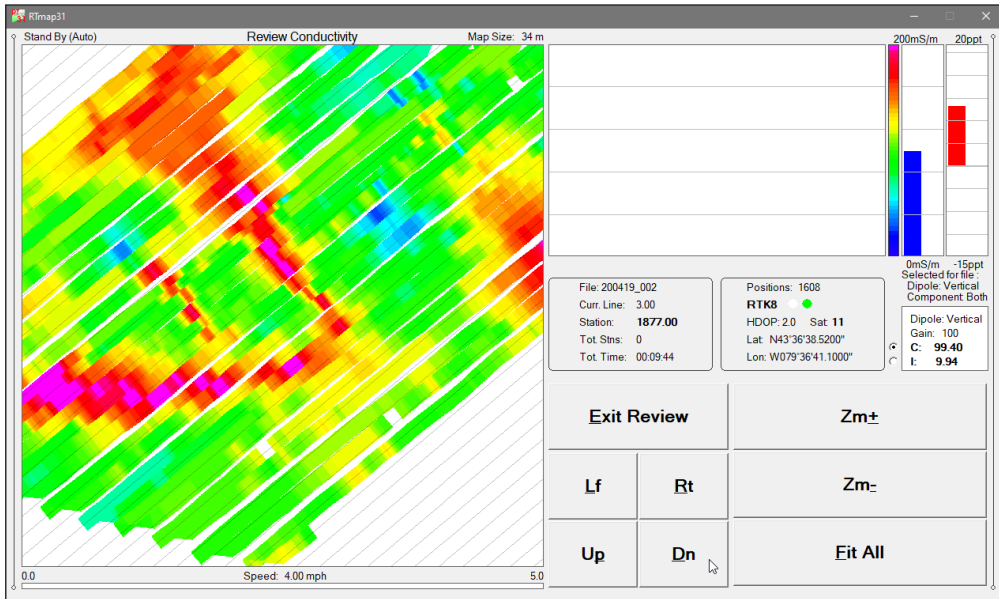 RTmap31
Stand By (Auto) Review Conductivity Map Size: 34 m
200mS/m 20ppt
0mS/m -15ppt
Selected for file :
Dipole: Vertical
Component: Both
File: 200419_002
Curr. Line: 3.00
Station: 1877.00
Tot. Stns: 0
Tot. Time: 00:09:44
Positions: 1608
RTK8
HDOP: 2.0 Sat: 11
Lat: N43°36'38.5200"
Lon: W079°36'41.1000"
Dipole: Vertical
Gain: 100
C: 99.40
I: 9.94
Exit Review
Zm+
Lf
Rt
Zm-
Up
Dn
Fit All
0.0 Speed: 4.00 mph 5.0